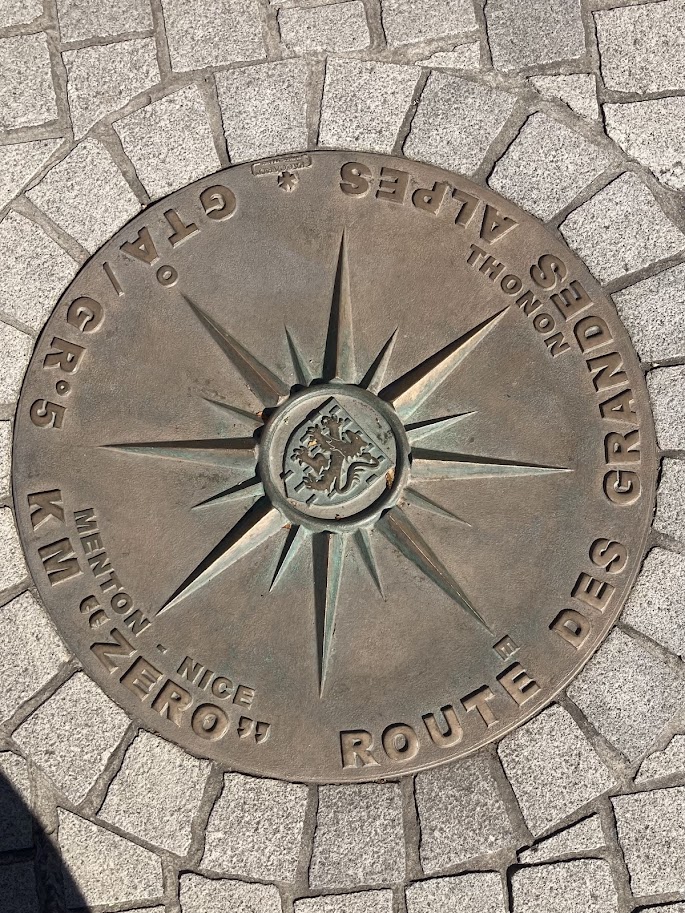 KM “ZERO”
ROUTE DES GRANDES ALPES
GTA / GR°5
MENTON - NICE
THONON
E
O